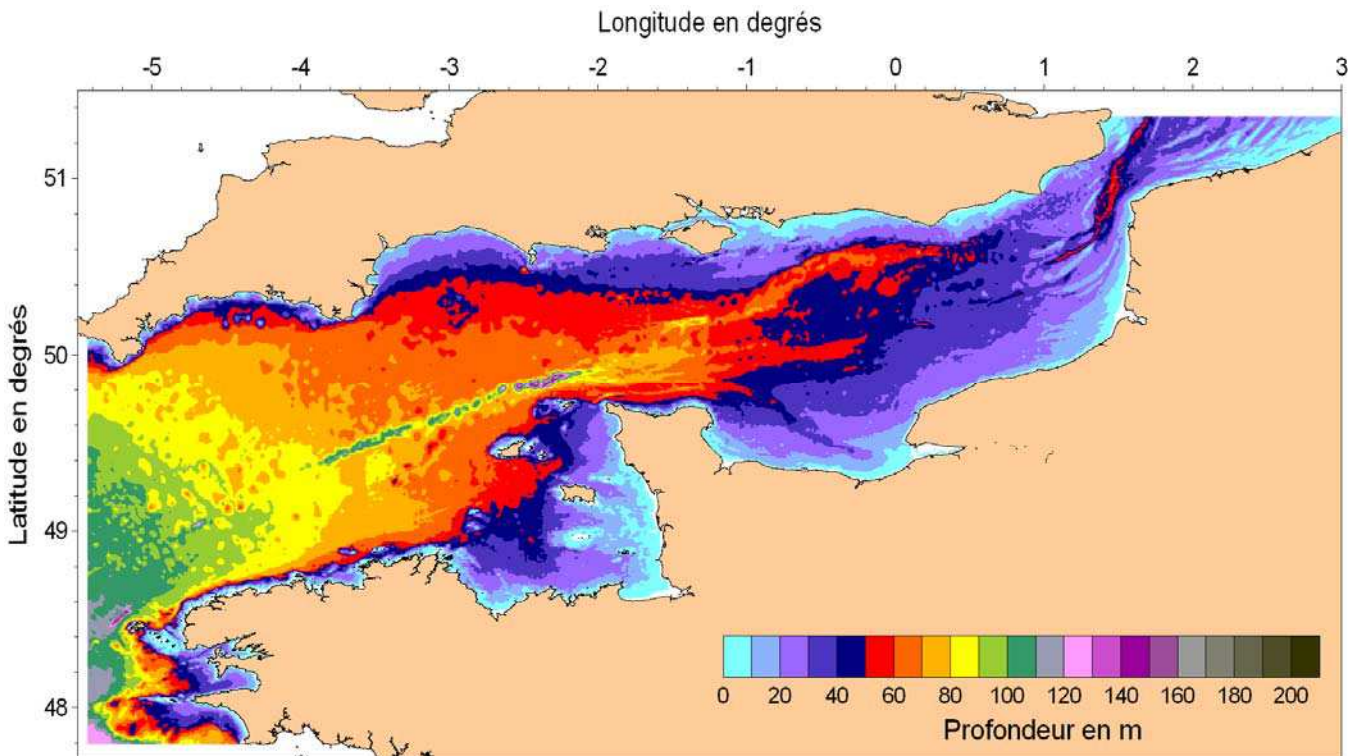 Longitude en degrés
-5 -4 -3 -2 -1 0 1 2 3
Latitude en degrés
51
50
49
48
0 20 40 60 80 100 120 140 160 180 200
Profondeur en m